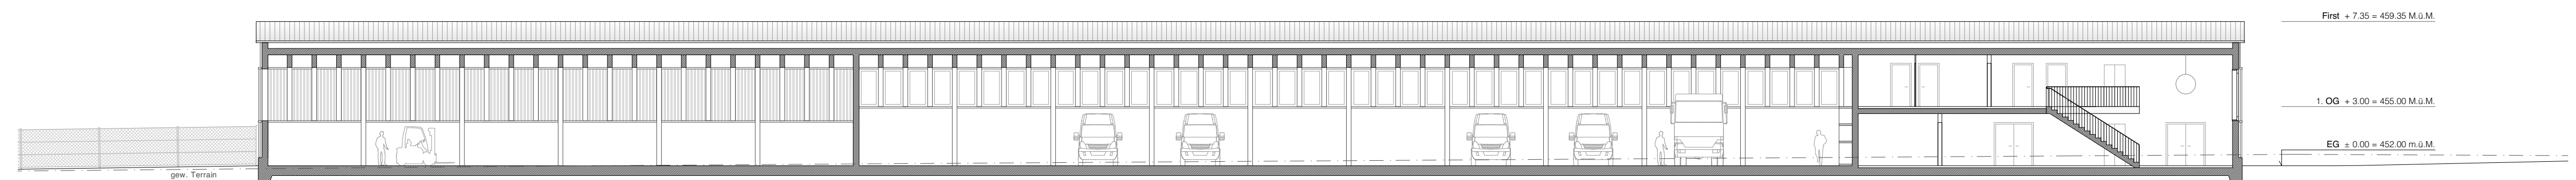 First + 7.35 = 459.35 M.ü.M.
1. OG + 3.00 = 455.00 M.ü.M.
EG ± 0.00 = 452.00 m.ü.M.
gew. Terrain